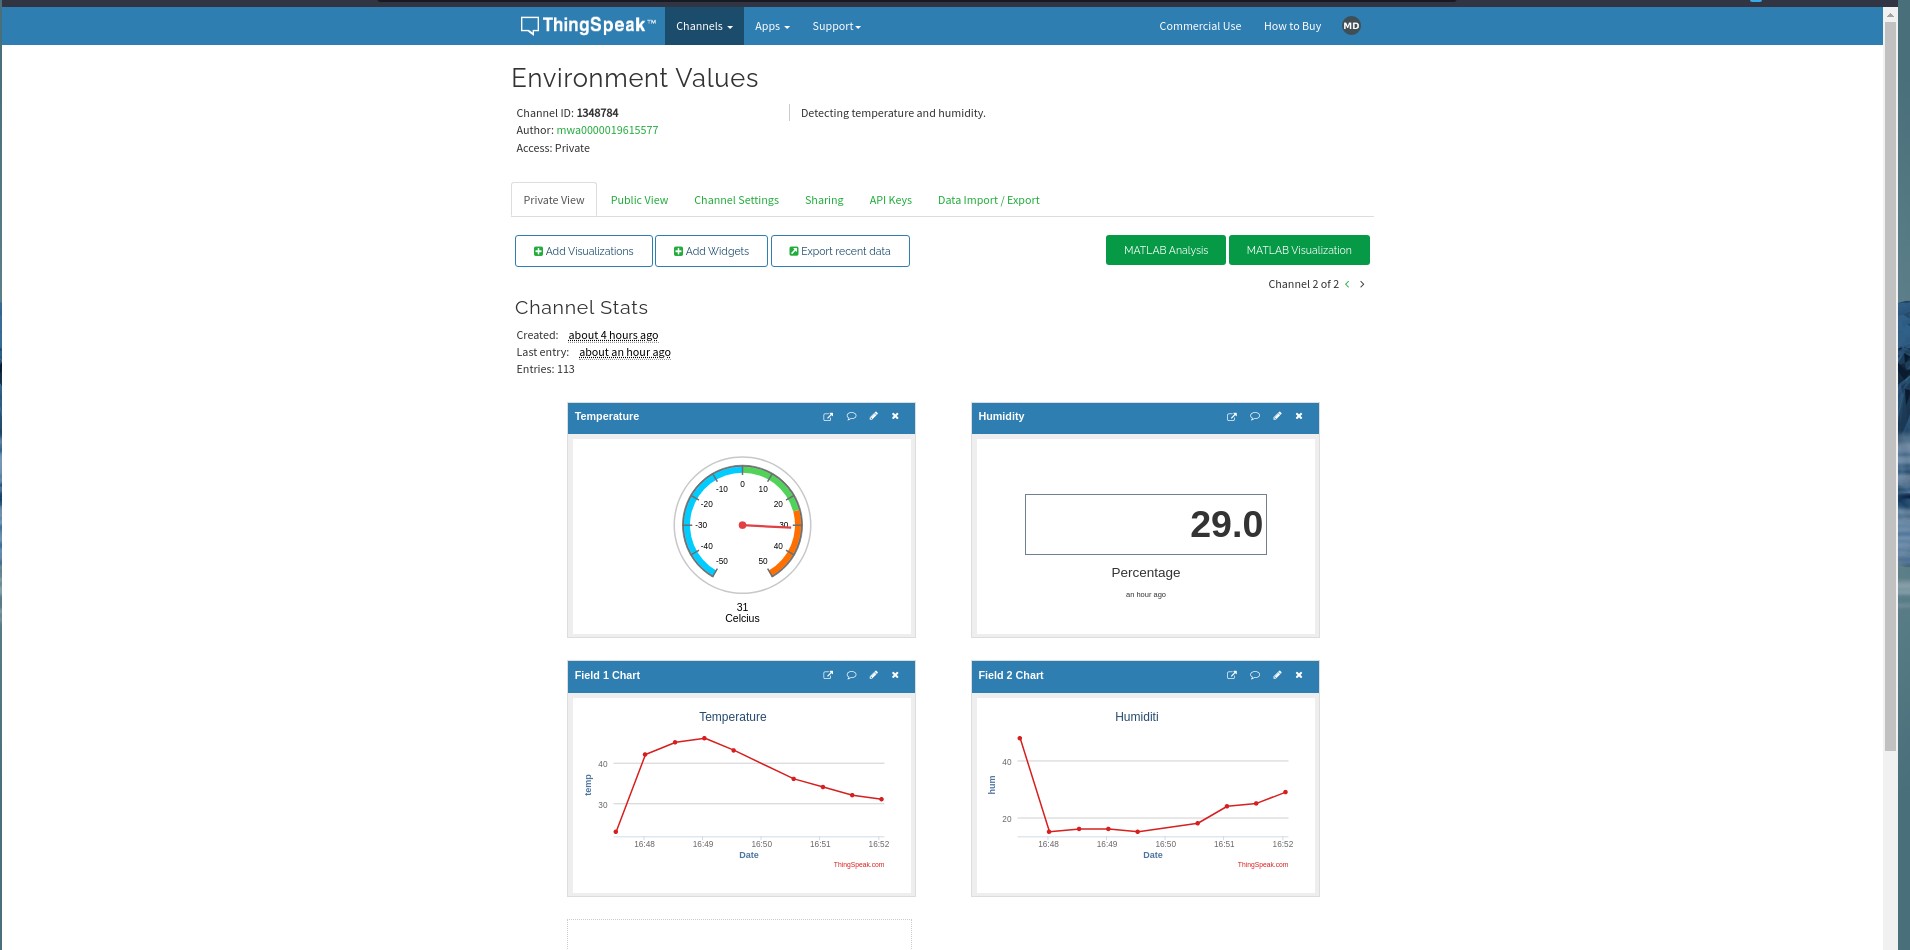 ThingSpeak™ Channels Apps Support Commercial Use How to Buy MD
Environment Values
Channel ID: 1348784
Author: mwa0000019615577
Access: Private
Detecting temperature and humidity.
Private View Public View Channel Settings Sharing API Keys Data Import / Export
Add Visualizations Add Widgets Export recent data MATLAB Analysis MATLAB Visualization
Channel 2 of 2 < >
Channel Stats
Created: about 4 hours ago
Last entry: about an hour ago
Entries: 113
Temperature
-50
-40
-30
-20
-10
0
10
20
30
40
50
31
Celcius
Humidity
29.0
Percentage
an hour ago
Field 1 Chart
Temperature
temp
40
30
16:48 16:49 16:50 16:51 16:52
Date
ThingSpeak.com
Field 2 Chart
Humiditi
hum
40
20
16:48 16:49 16:50 16:51 16:52
Date
ThingSpeak.com